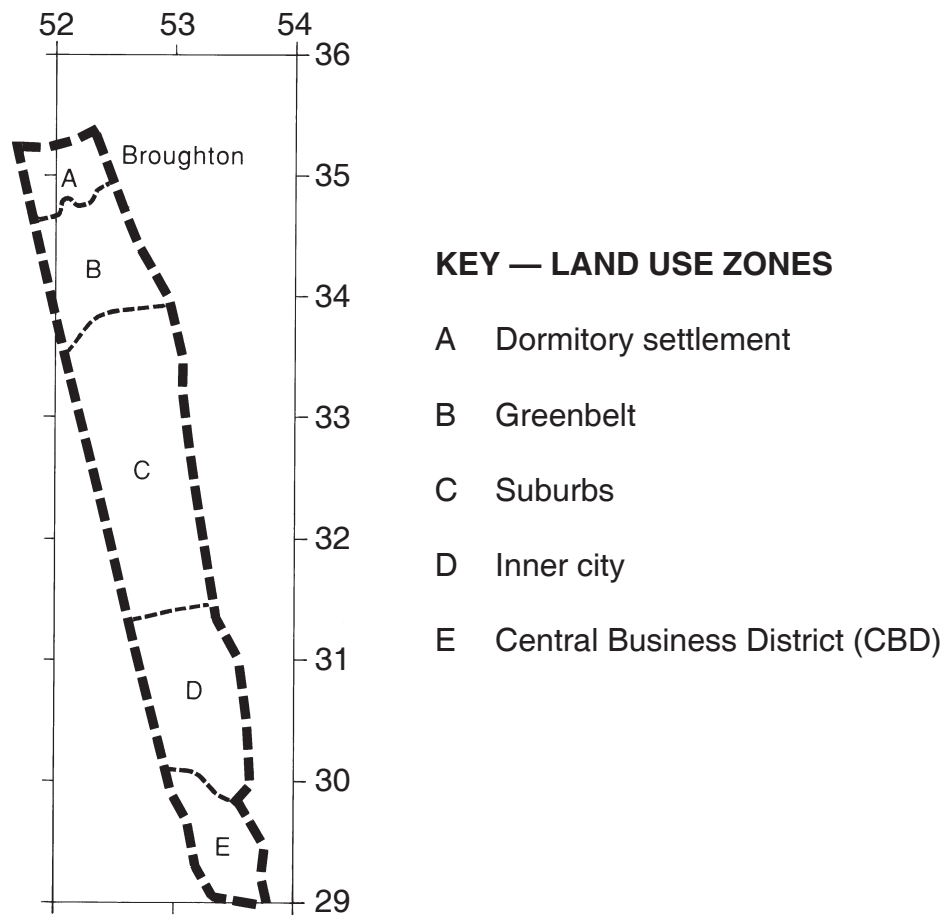 52 53 54
36
Broughton
35
A
B
34
33
C
32
31
D
30
E
29
KEY — LAND USE ZONES
A Dormitory settlement
B Greenbelt
C Suburbs
D Inner city
E Central Business District (CBD)